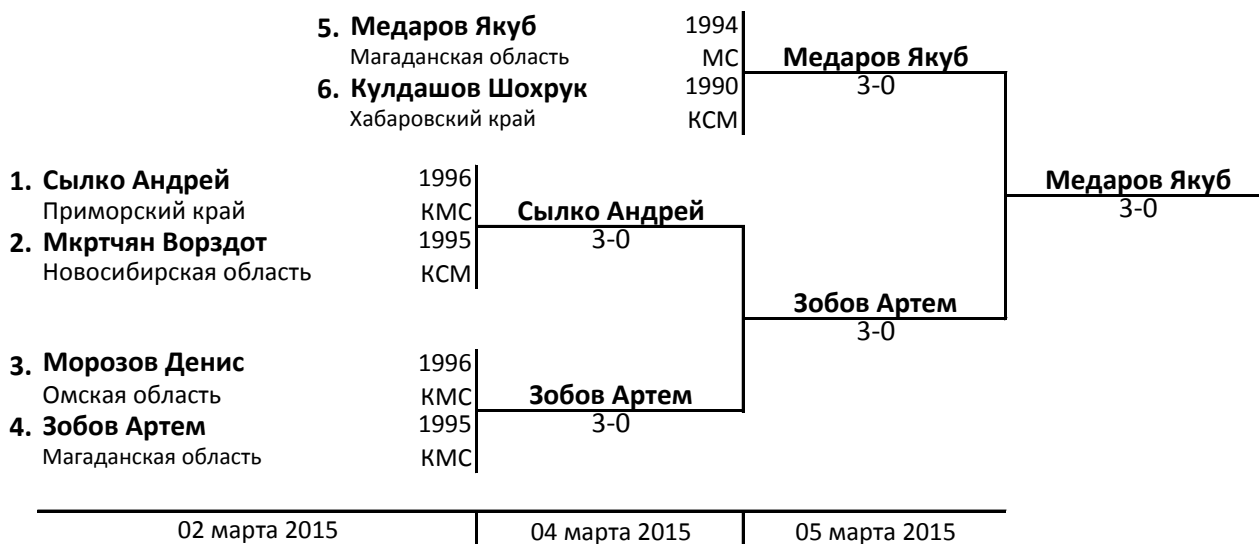 5. Медаров Якуб 1994
Магаданская область МС
Медаров Якуб
6. Кулдашов Шохрук 1990
3-0
Хабаровский край КСМ
1. Сылко Андрей 1996
Медаров Якуб
Приморский край КМС
Сылко Андрей
3-0
2. Мкртчян Ворздот 1995
3-0
Новосибирская область КСМ
Зобов Артем
3-0
3. Морозов Денис 1996
Омская область КМС
Зобов Артем
4. Зобов Артем 1995
3-0
Магаданская область КМС
02 марта 2015 04 марта 2015 05 марта 2015